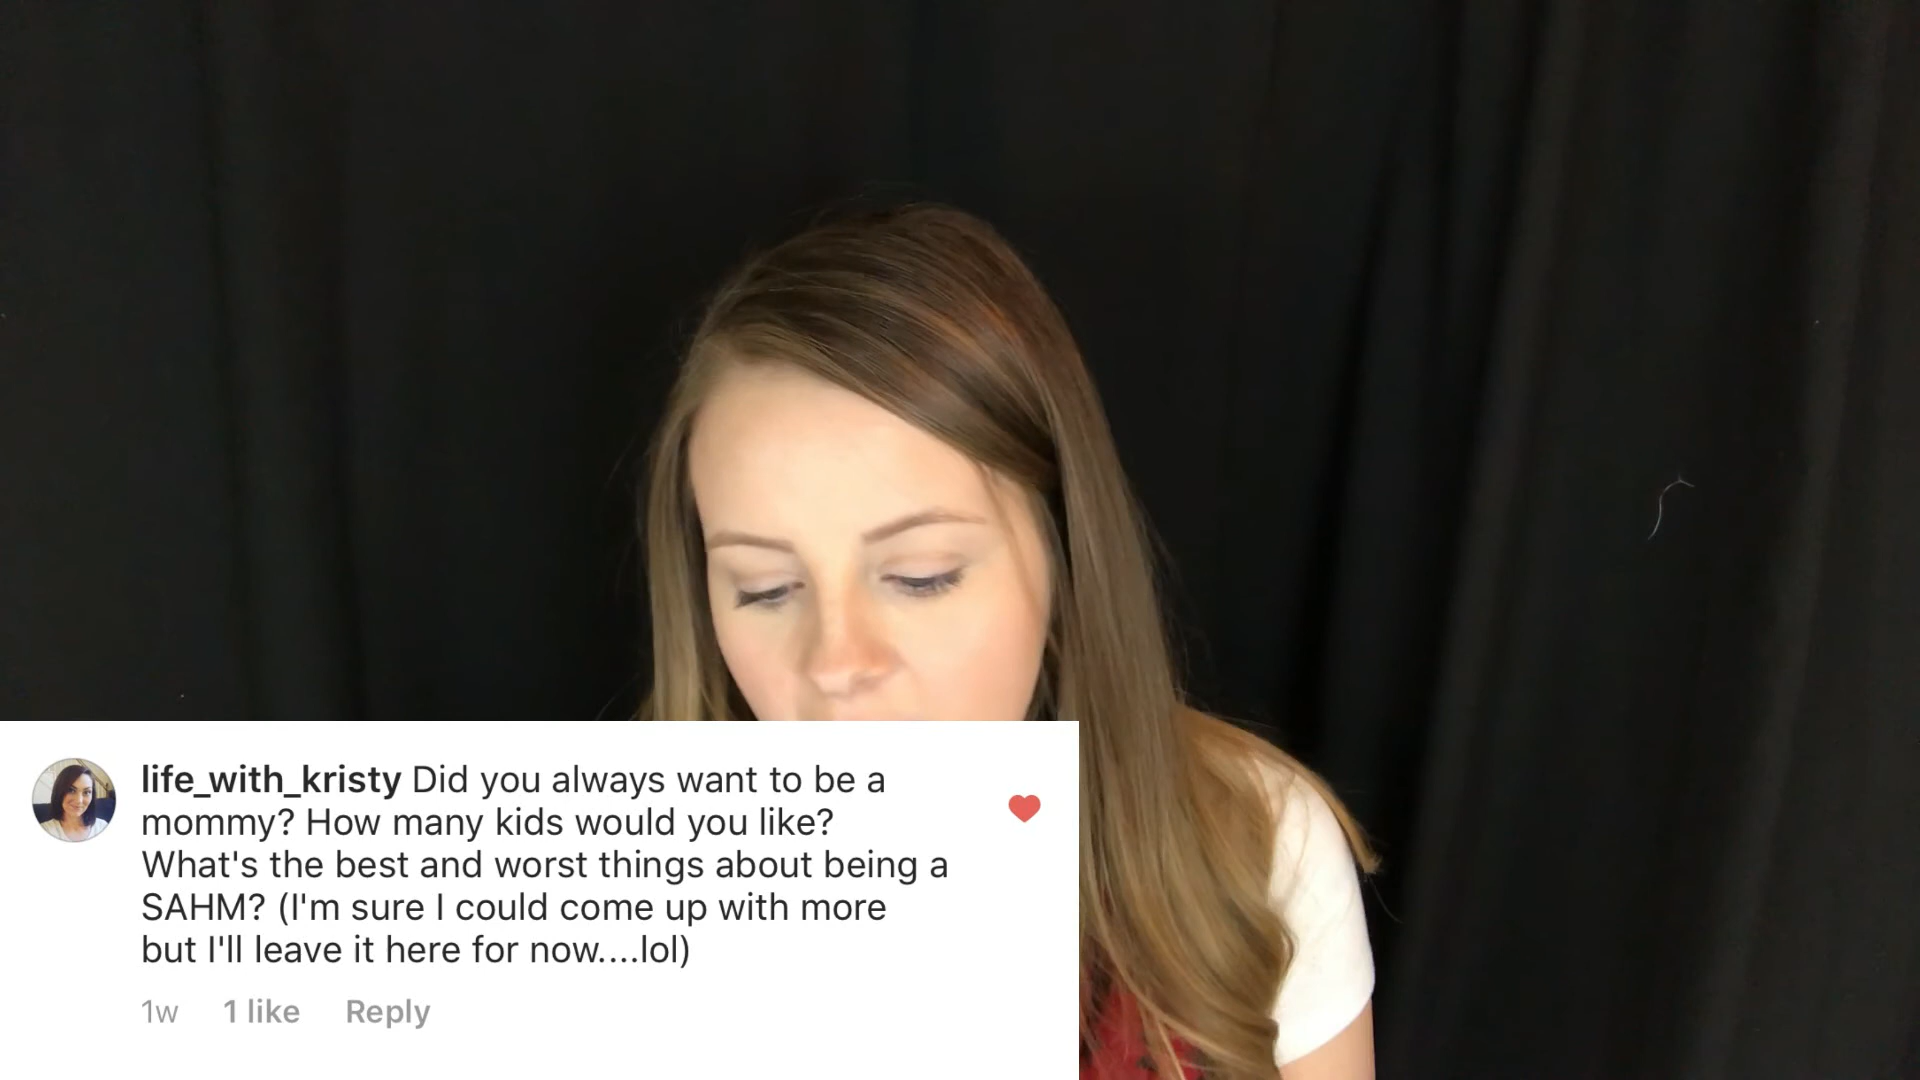 life_with_kristy Did you always want to be a
mommy? How many kids would you like?
What's the best and worst things about being a
SAHM? (I'm sure I could come up with more
but I'll leave it here for now....lol)
1w 1 like Reply